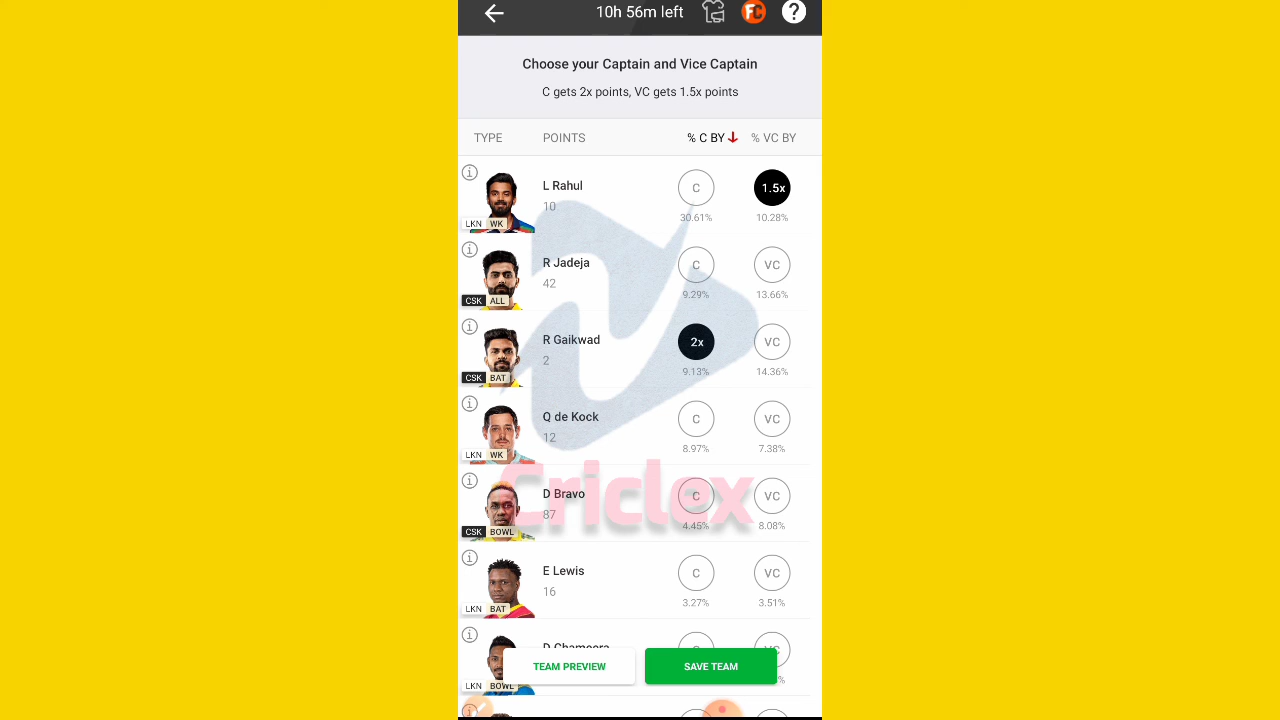 10h 56m left
?
Choose your Captain and Vice Captain
C gets 2x points, VC gets 1.5x points
TYPE POINTS % C BY % VC BY
L Rahul
10
LKN WK
C 1.5x
30.61% 10.28%
R Jadeja
42
CSK ALL
C VC
9.29% 13.66%
R Gaikwad
2
CSK BAT
2x VC
9.13% 14.36%
Q de Kock
12
LKN WK
C VC
8.97% 7.38%
Criclex
D Bravo
87
CSK BOWL
C VC
4.45% 8.08%
E Lewis
16
LKN BAT
C VC
3.27% 3.51%
D Chameera
LKN BOWL
TEAM PREVIEW SAVE TEAM